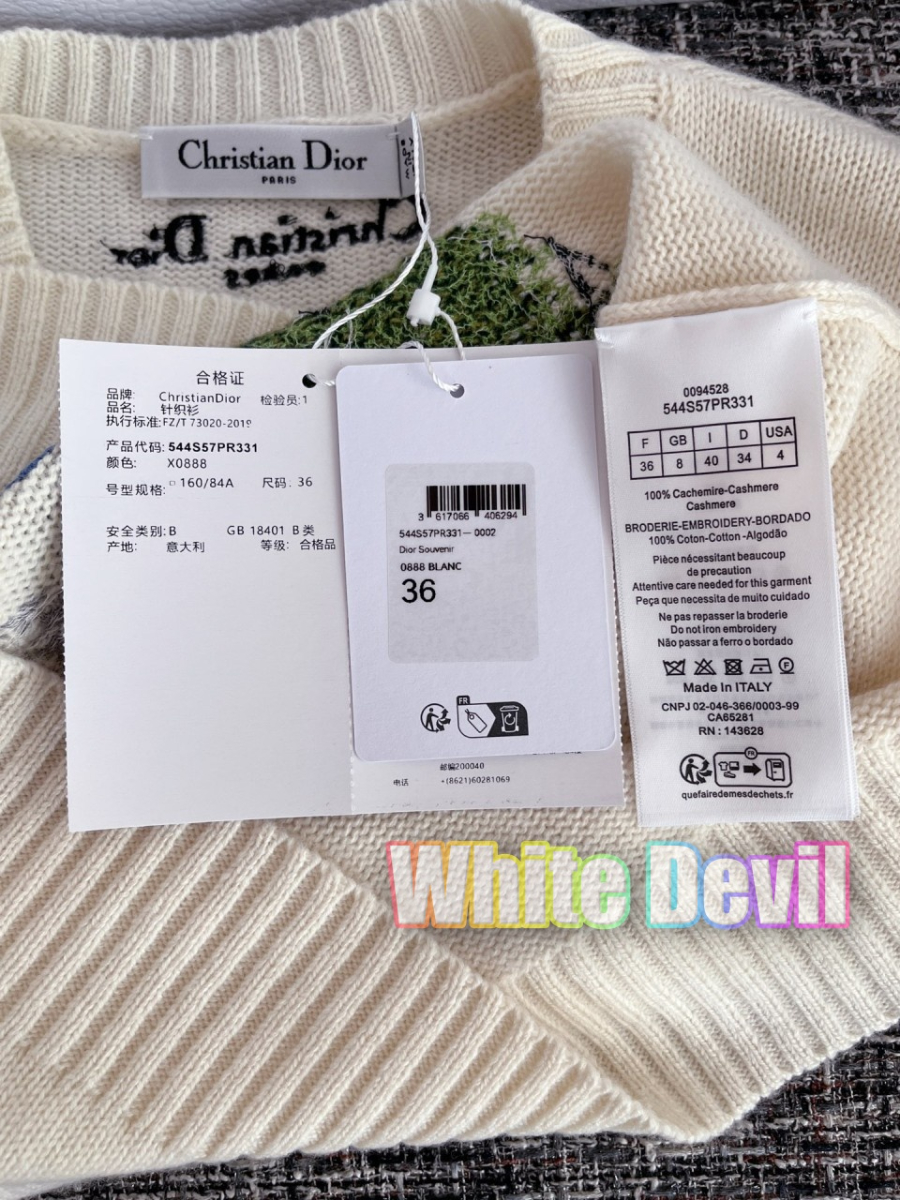 Christian Dior
PARIS
Christian Dior
合格证
品牌: ChristianDior 检验员:1
品名: 针织衫
执行标准:FZ/T 73020-2019
产品代码: 544S57PR331
颜色: X0888
号型规格: 160/84A 尺码: 36
安全类别: B GB 18401 B 类
产地: 意大利 等级: 合格品
邮编200040
电话 +(8621)60281069
3 617066 406294
544S57PR331— 0002
Dior Souvenir
0888 BLANC
36
FR
0094528
544S57PR331
F GB I D USA
36 8 40 34 4
100% Cachemire-Cashmere
Cashmere
BRODERIE-EMBROIDERY-BORDADO
100% Coton-Cotton -Algodão
Pièce nécessitant beaucoup
de precaution
Attentive care needed for this garment
Peça que necessita de muito cuidado
Ne pas repasser la broderie
Do not iron embroidery
Não passar a ferro o bordado
F
Made In ITALY
CNPJ 02-046-366/0003-99
CA65281
RN : 143628
FR
quefairedemesdechets.fr
White Devil